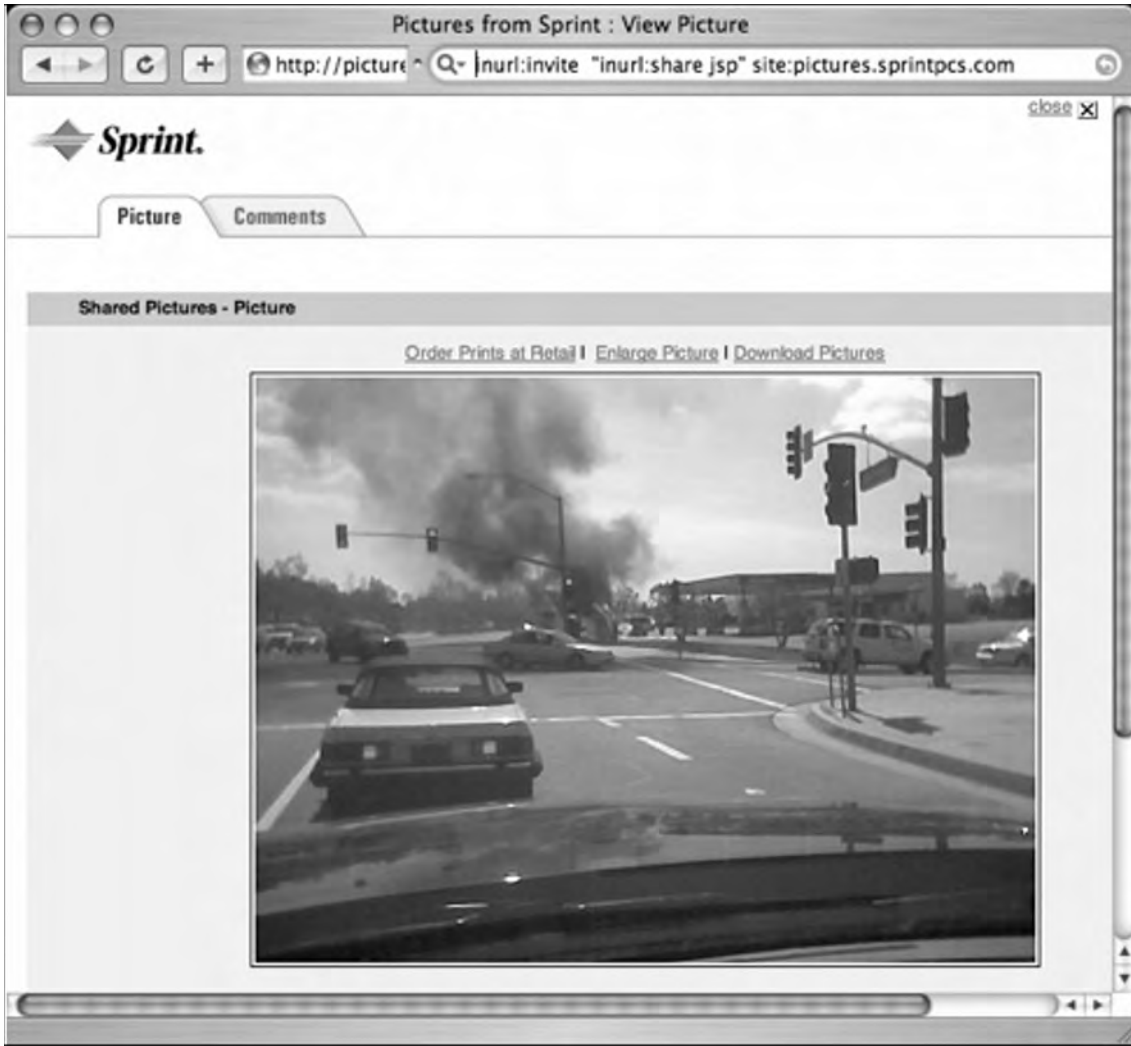 Pictures from Sprint : View Picture
http://picture
inurl:invite "inurl:share jsp" site:pictures.sprintpcs.com
close
Sprint.
Picture
Comments
Shared Pictures - Picture
Order Prints at Retail | Enlarge Picture | Download Pictures